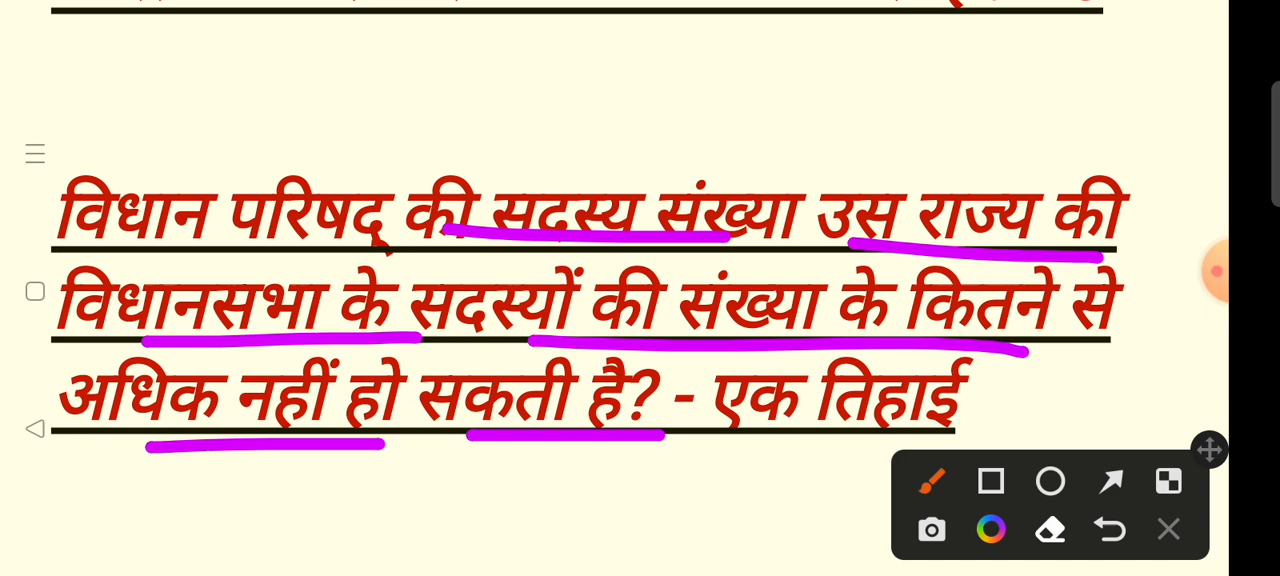 विधान परिषद् की सदस्य संख्या उस राज्य की
विधानसभा के सदस्यों की संख्या के कितने से
अधिक नहीं हो सकती है? - एक तिहाई